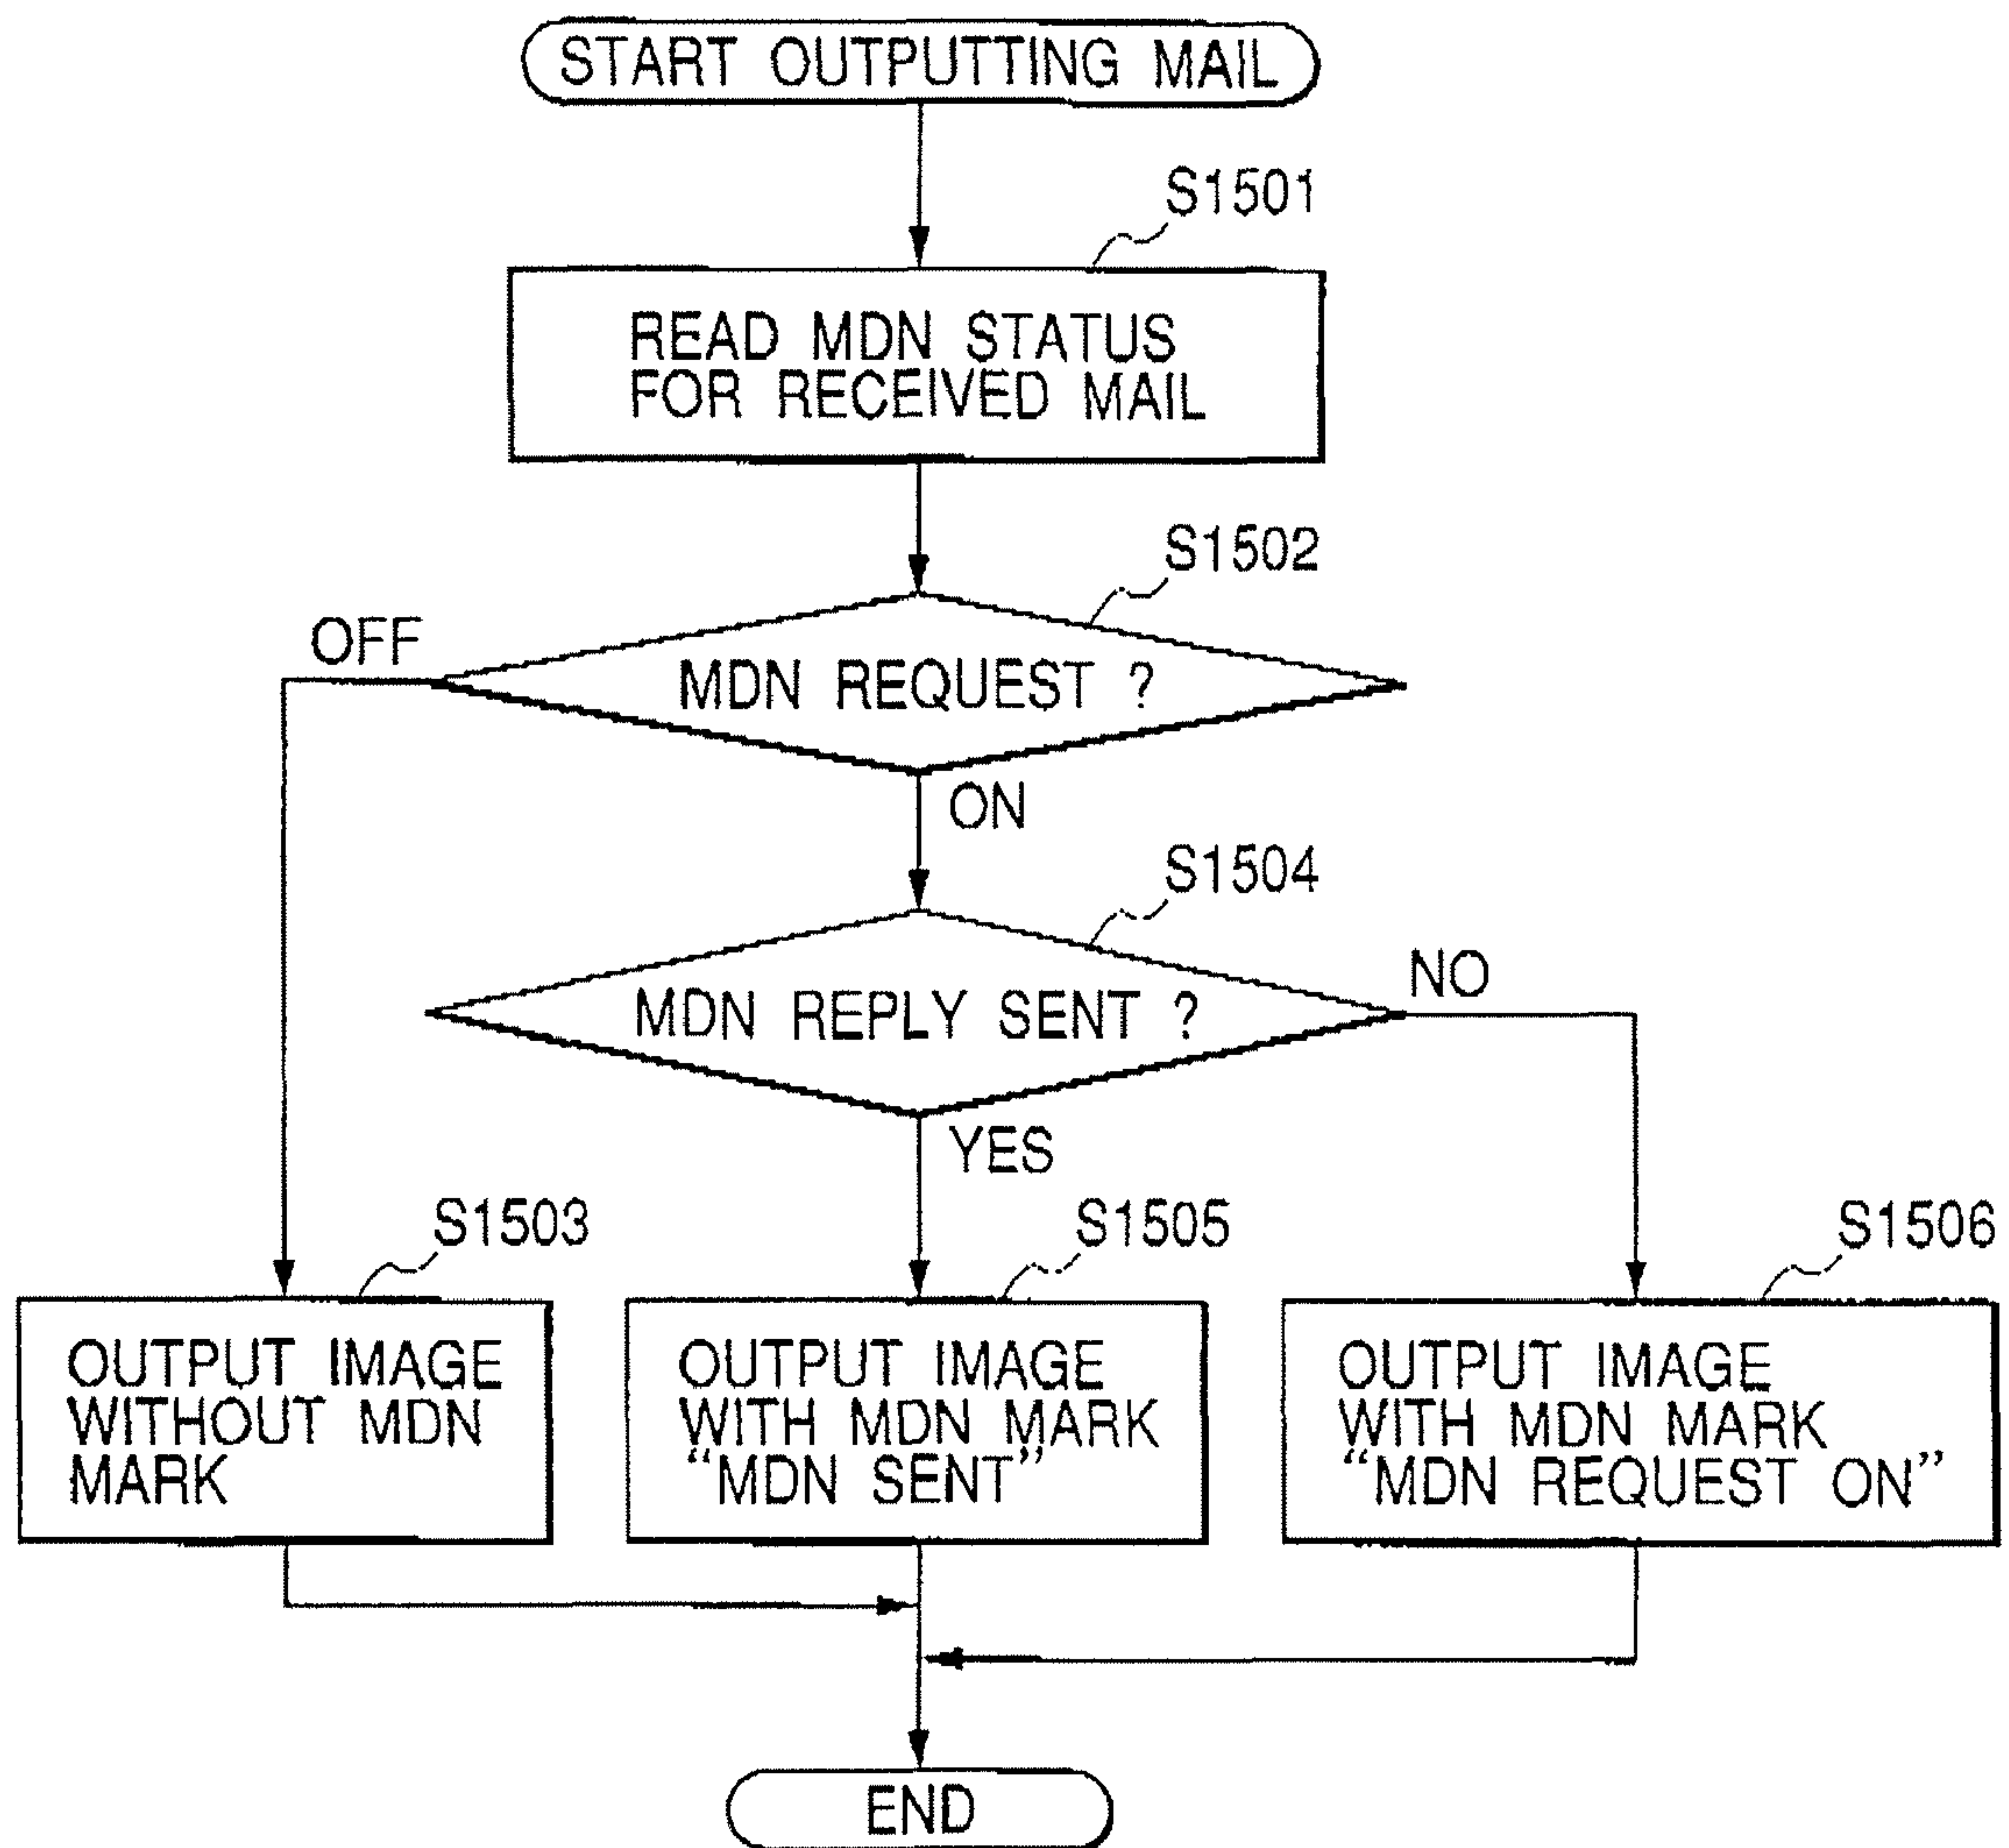 START OUTPUTTING MAIL
S1501
READ MDN STATUS
FOR RECEIVED MAIL
S1502
OFF
MDN REQUEST ?
ON
S1504
MDN REPLY SENT ?
NO
YES
S1503
OUTPUT IMAGE
WITHOUT MDN
MARK
S1505
OUTPUT IMAGE
WITH MDN MARK
“MDN SENT”
S1506
OUTPUT IMAGE
WITH MDN MARK
“MDN REQUEST ON”
END